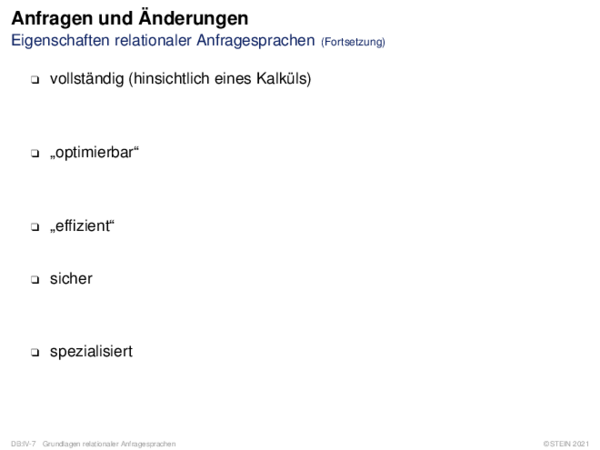 Anfragen und Änderungen
Eigenschaften relationaler Anfragesprachen (Fortsetzung)
❑ vollständig (hinsichtlich eines Kalküls)
❑ „optimierbar“
❑ „effizient“
❑ sicher
❑ spezialisiert
DB:IV-7 Grundlagen relationaler Anfragesprachen ©STEIN 2021